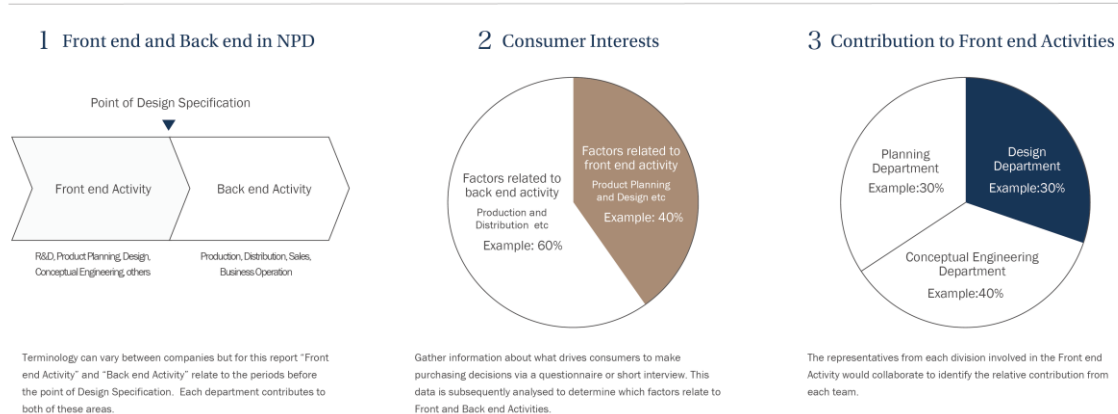 1 Front end and Back end in NPD
Point of Design Specification
Front end Activity
Back end Activity
R&D, Product Planning, Design,
Conceptual Engineering, others
Production, Distribution, Sales,
Business Operation
Terminology can vary between companies but for this report “Front
end Activity” and “Back end Activity” relate to the periods before
the point of Design Specification. Each department contributes to
both of these areas.
2 Consumer Interests
Factors related to
front end activity
Product Planning
and Design etc
Example: 40%
Factors related to
back end activity
Production and
Distribution etc
Example: 60%
Gather information about what drives consumers to make
purchasing decisions via a questionnaire or short interview. This
data is subsequently analysed to determine which factors relate to
Front and Back end Activities.
3 Contribution to Front end Activities
Planning
Department
Example:30%
Design
Department
Example:30%
Conceptual Engineering
Department
Example:40%
The representatives from each division involved in the Front end
Activity would collaborate to identify the relative contribution from
each team.